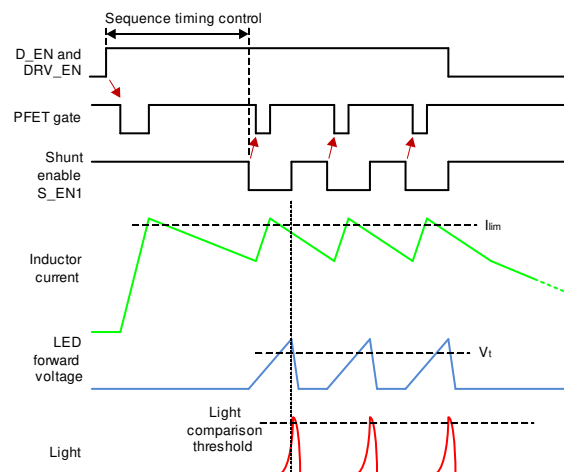 Sequence timing control
D_EN and
DRV_EN
PFET gate
Shunt
enable
S_EN1
Ilim
Inductor
current
LED
forward
voltage
Vt
Light
comparison
threshold
Light